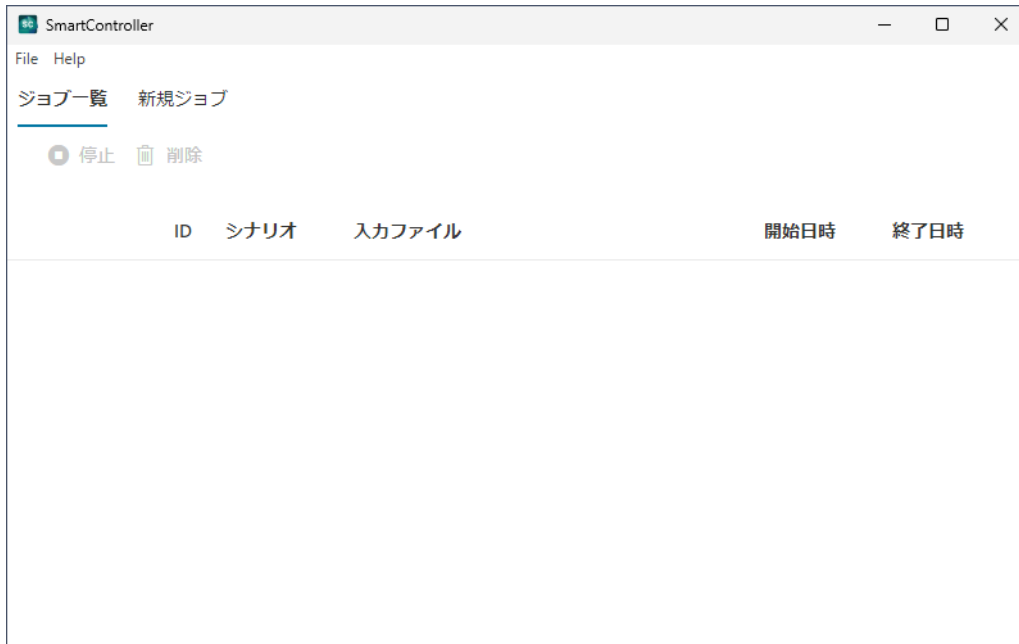 SmartController
File Help
ジョブ一覧 新規ジョブ
停止 削除
ID シナリオ 入力ファイル 開始日時 終了日時